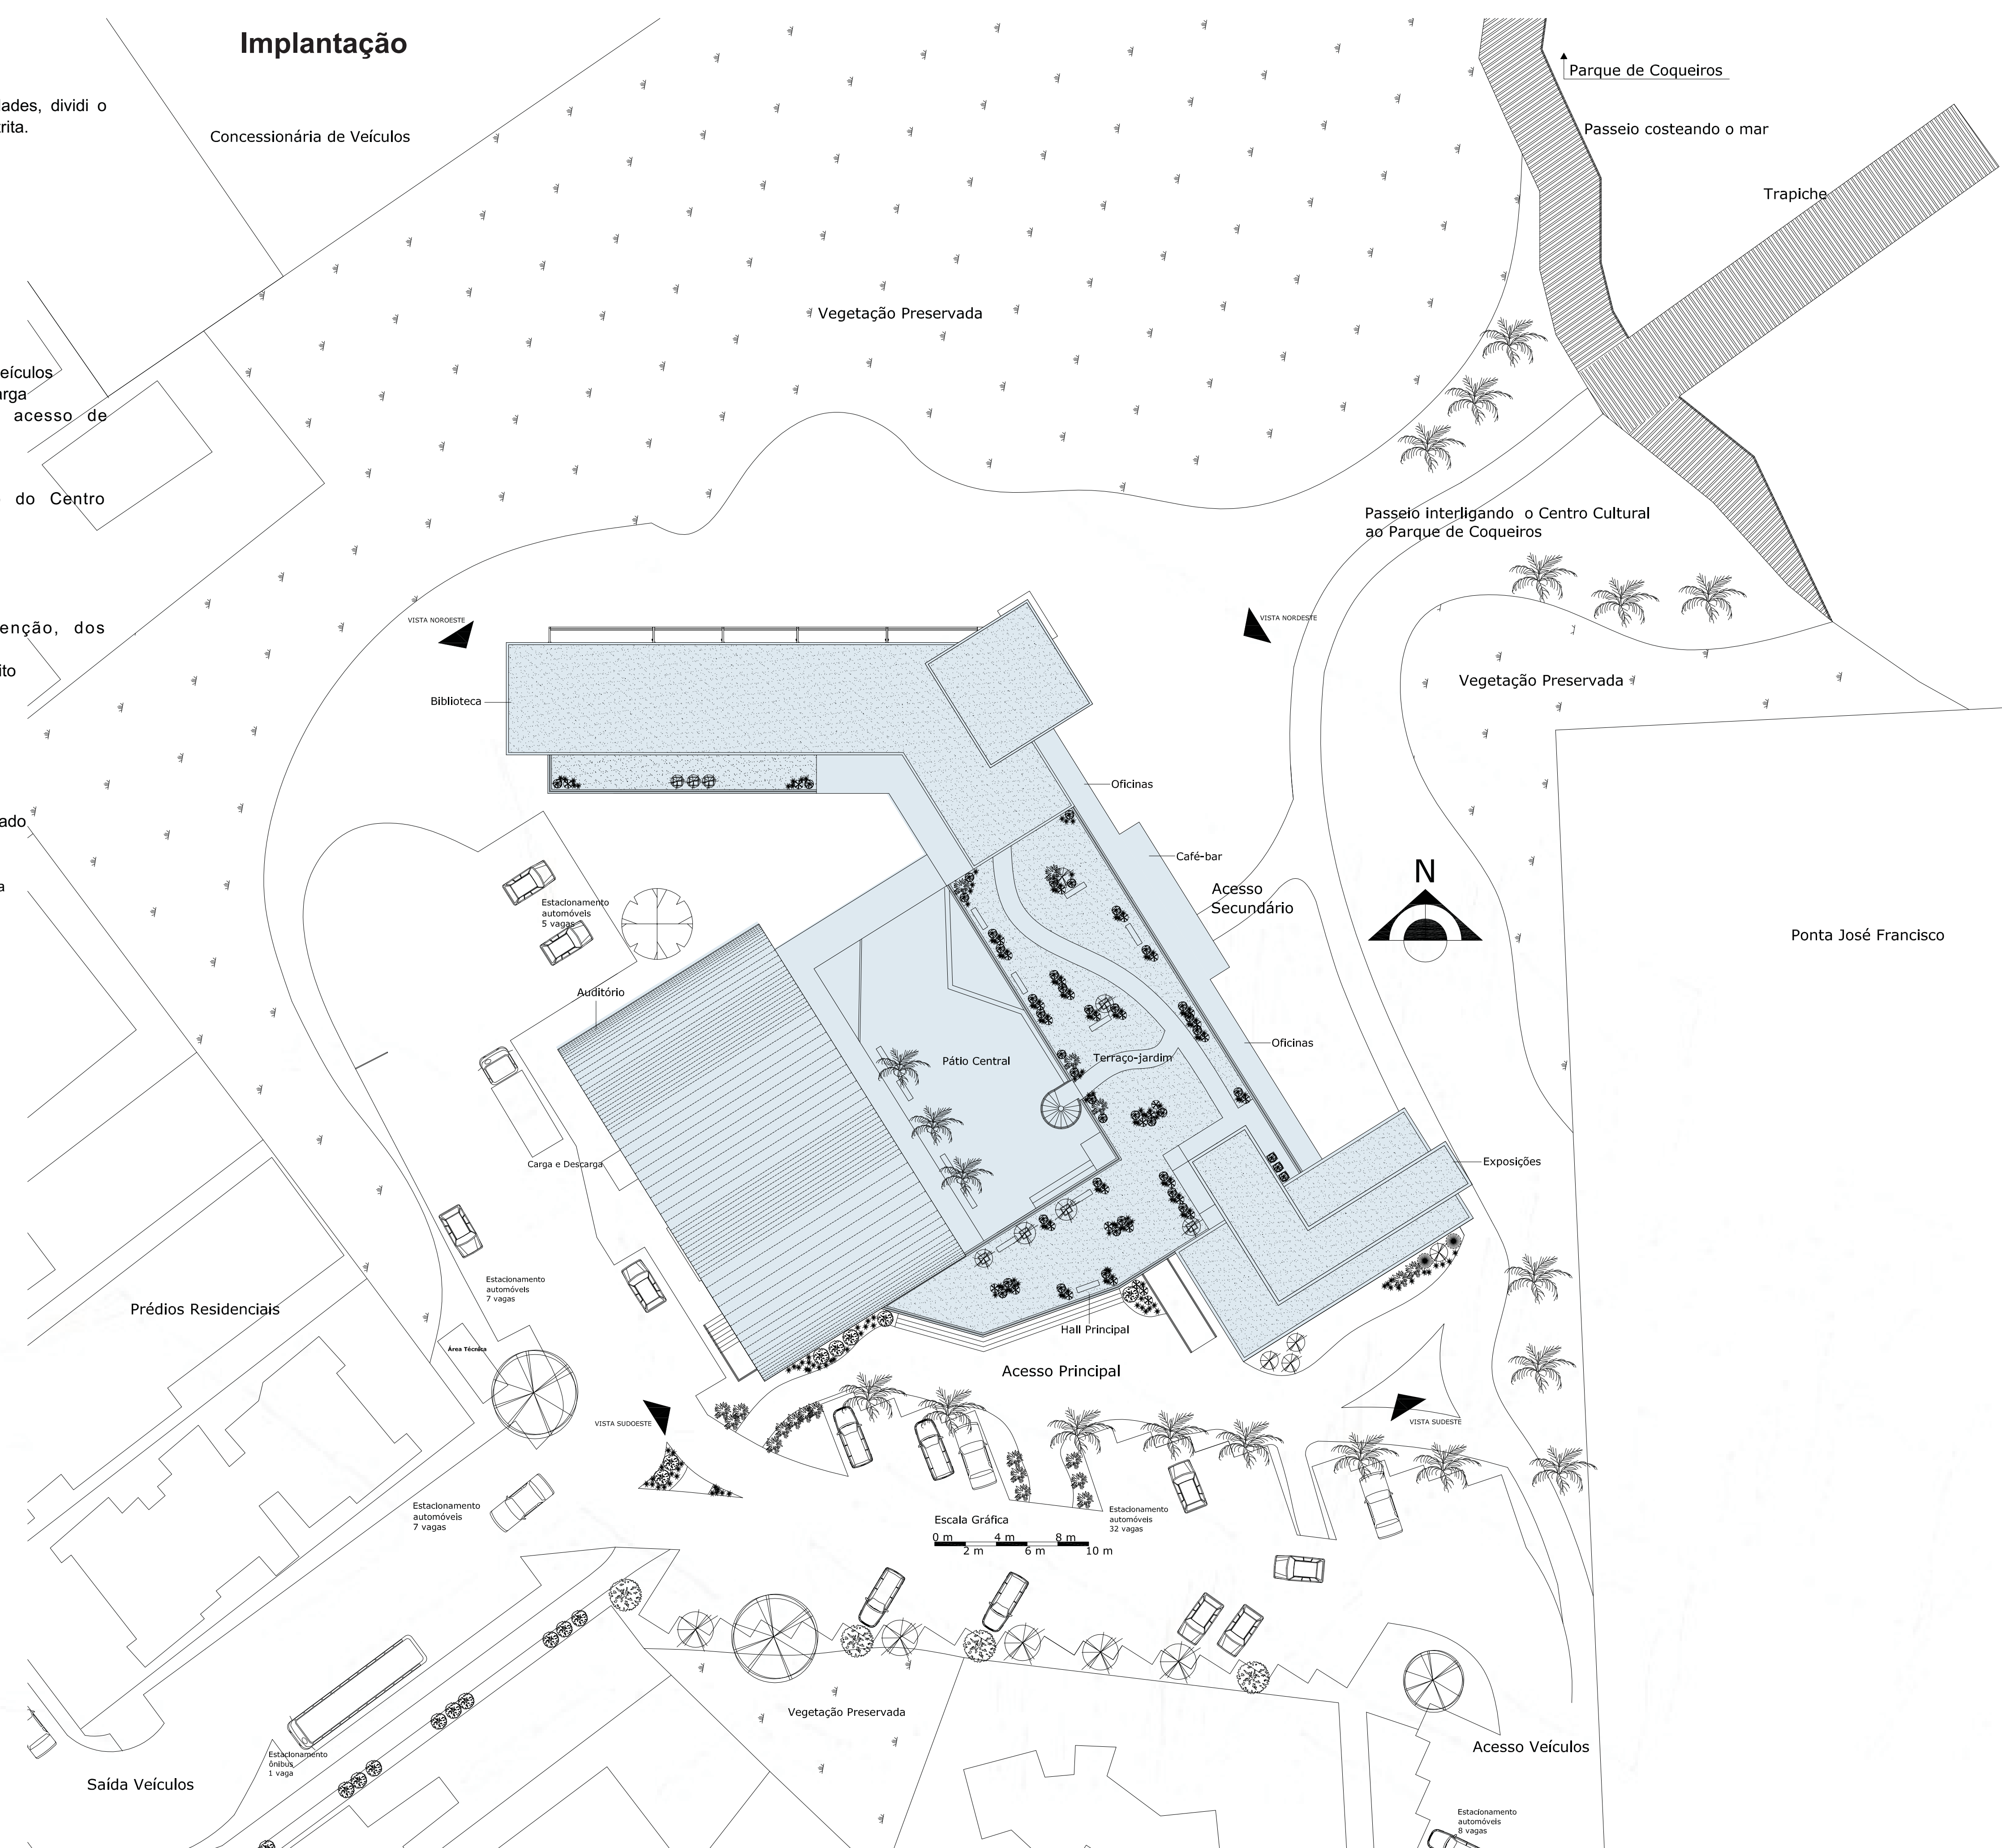 Implantação
dades, dividi o
trita.
eículos
arga
acesso de
do Centro
enção, dos
ito
ado
a
Concessionária de Veículos
Parque de Coqueiros
Passeio costeando o mar
Trapiche
Vegetação Preservada
Passeio interligando o Centro Cultural
ao Parque de Coqueiros
VISTA NOROESTE
VISTA NORDESTE
Vegetação Preservada
Biblioteca
Oficinas
Café-bar
Acesso
Secundário
N
Ponta José Francisco
Estacionamento
automóveis
5 vagas
Auditório
Pátio Central
Terraço-jardim
Oficinas
Carga e Descarga
Exposições
Estacionamento
automóveis
7 vagas
Prédios Residenciais
Área Técnica
Hall Principal
Acesso Principal
VISTA SUDOESTE
VISTA SUDESTE
Estacionamento
automóveis
7 vagas
Escala Gráfica
0 m 4 m 8 m
2 m 6 m 10 m
Estacionamento
automóveis
32 vagas
Vegetação Preservada
Acesso Veículos
Estacionamento
ônibus
1 vaga
Saída Veículos
Estacionamento
automóveis
8 vagas